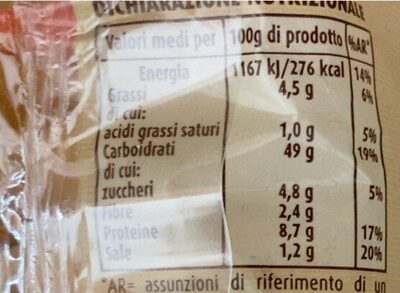 DICHIARAZIONE NUTRIZIONALE
Valori medi per 100g di prodotto %AR*
Energia 1167 kJ/276 kcal 14%
Grassi 4,5 g 6%
di cui:
acidi grassi saturi 1,0 g 5%
Carboidrati 49 g 19%
di cui:
zuccheri 4,8 g 5%
Fibre 2,4 g
Proteine 8,7 g 17%
Sale 1,2 g 20%
*AR= assunzioni di riferimento di un